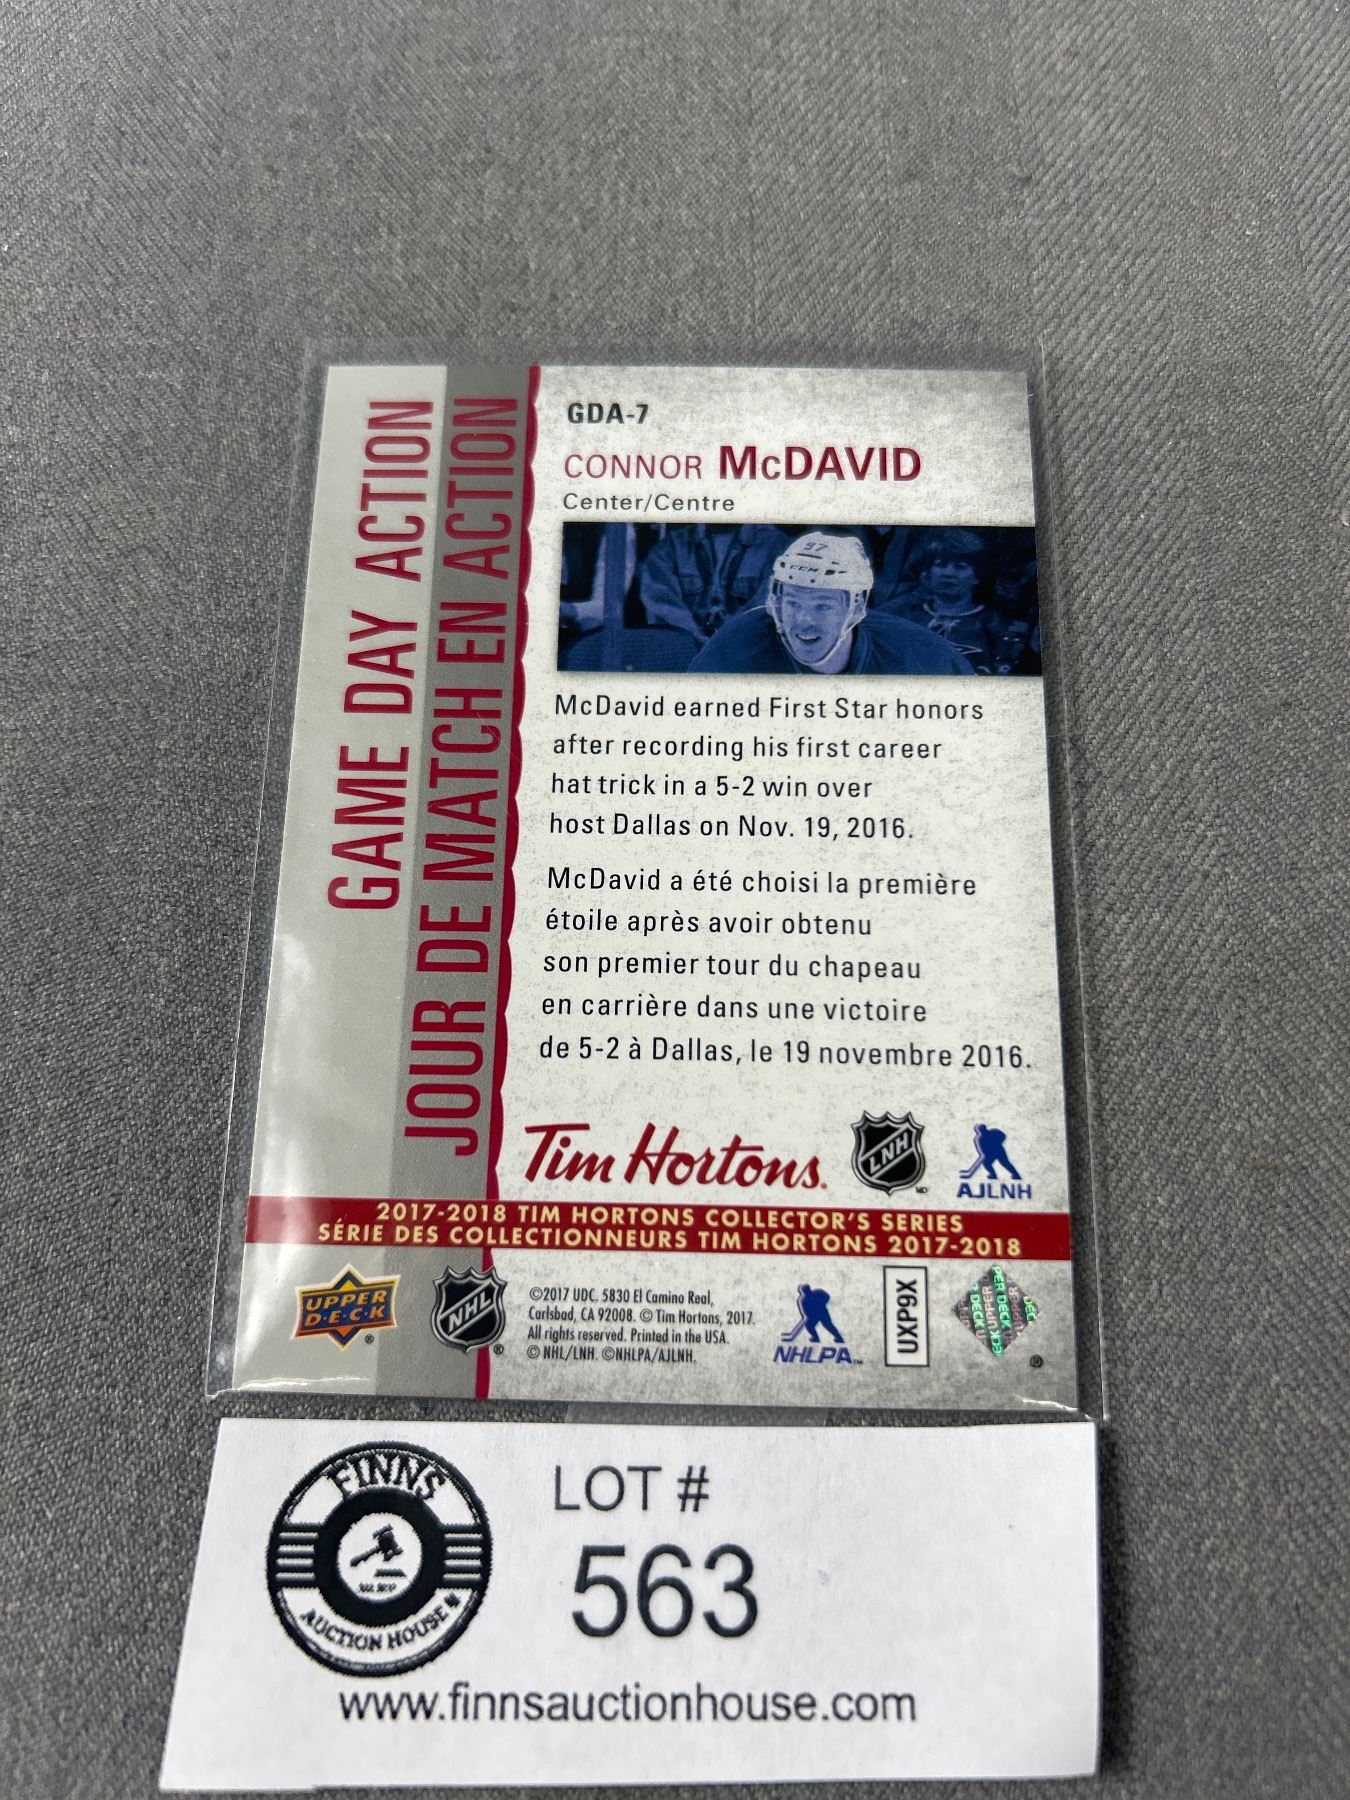 GAME DAY ACTION
JOUR DE MATCH EN ACTION
GDA-7
CONNOR McDAVID
Center/Centre
97
CCM
McDavid earned First Star honors
after recording his first career
hat trick in a 5-2 win over
host Dallas on Nov. 19, 2016.
McDavid a été choisi la première
étoile après avoir obtenu
son premier tour du chapeau
en carrière dans une victoire
de 5-2 à Dallas, le 19 novembre 2016.
Tim Hortons.
LNH
MD
AJLNH
2017-2018 TIM HORTONS COLLECTOR'S SERIES
SÉRIE DES COLLECTIONNEURS TIM HORTONS 2017-2018
UPPER
D·E·C·K
®
NHL
®
©2017 UDC. 5830 El Camino Real,
Carlsbad, CA 92008. © Tim Hortons, 2017.
All rights reserved. Printed in the USA.
© NHL/LNH. ©NHLPA/AJLNH.
NHLPA™
UXP9X
UPPER
DECK
®
FINNS
AUCTION HOUSE
LOT #
563
www.finnsauctionhouse.com